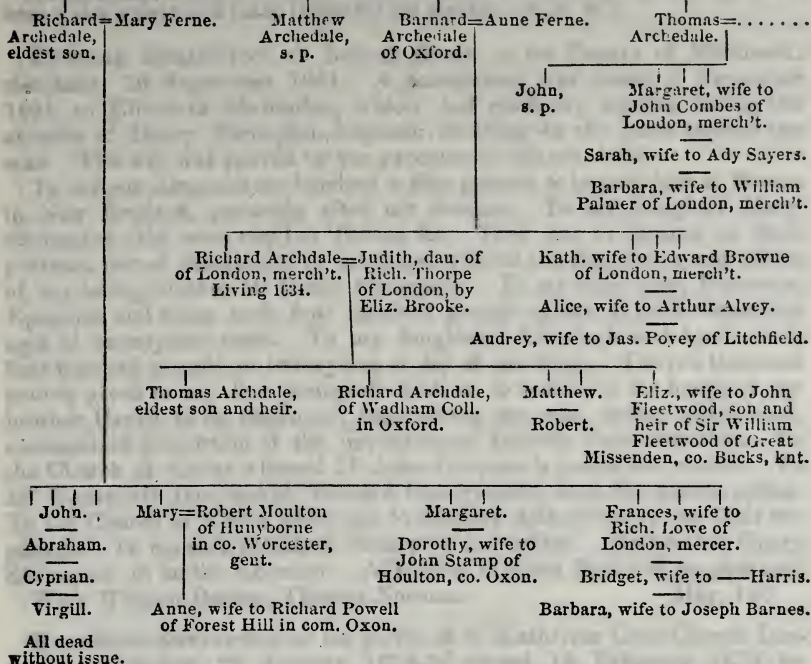 Richard=Mary Ferne.
Archedale,
eldest son.
Matthew
Archedale,
s. p.
Barnard=Anne Ferne.
Archedale
of Oxford.
Thomas=. . . . . . .
Archedale.
John,
s. p.
Margaret, wife to
John Combes of
London, merch't.
Sarah, wife to Ady Sayers.
Barbara, wife to William
Palmer of London, merch't.
Richard Archdale=Judith, dau. of
of London, merch't. Rich. Thorpe
Living 1634. of London, by
Eliz. Brooke.
Kath. wife to Edward Browne
of London, merch't.
Alice, wife to Arthur Alvey.
Audrey, wife to Jas. Povey of Litchfield.
Thomas Archdale,
eldest son and heir.
Richard Archdale,
of Wadham Coll.
in Oxford.
Matthew.
Robert.
Eliz., wife to John
Fleetwood, son and
heir of Sir William
Fleetwood of Great
Missenden, co. Bucks, knt.
John.
Abraham.
Cyprian.
Virgill.
All dead
without issue.
Mary=Robert Moulton
of Hunyborne
in co. Worcester,
gent.
Anne, wife to Richard Powell
of Forest Hill in com. Oxon.
Margaret.
Dorothy, wife to
John Stamp of
Houlton, co. Oxon.
Frances, wife to
Rich. Lowe of
London, mercer.
Bridget, wife to ——Harris.
Barbara, wife to Joseph Barnes.